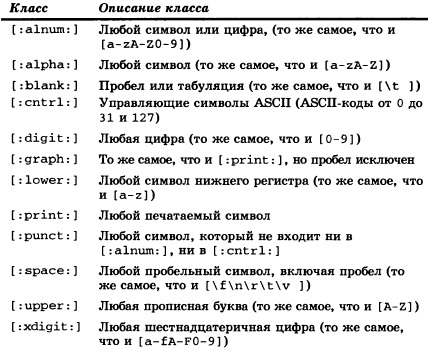 Класс Описание класса
[:alnum:] Любой символ или цифра, (то же самое, что и
[a-zA-Z0-9])
[:alpha:] Любой символ (то же самое, что и [a-zA-Z])
[:blank:] Пробел или табуляция (то же самое, что и [\t ])
[:cntrl:] Управляющие символы ASCII (ASCII-коды от 0 до
31 и 127)
[:digit:] Любая цифра (то же самое, что и [0-9])
[:graph:] То же самое, что и [:print:], но пробел исключен
[:lower:] Любой символ нижнего регистра (то же самое, что
и [a-z])
[:print:] Любой печатаемый символ
[:punct:] Любой символ, который не входит ни в
[:alnum:], ни в [:cntrl:]
[:space:] Любой пробельный символ, включая пробел (то
же самое, что и [\f\n\r\t\v ])
[:upper:] Любая прописная буква (то же самое, что и [A-Z])
[:xdigit:] Любая шестнадцатеричная цифра (то же самое,
что и [a-fA-F0-9])